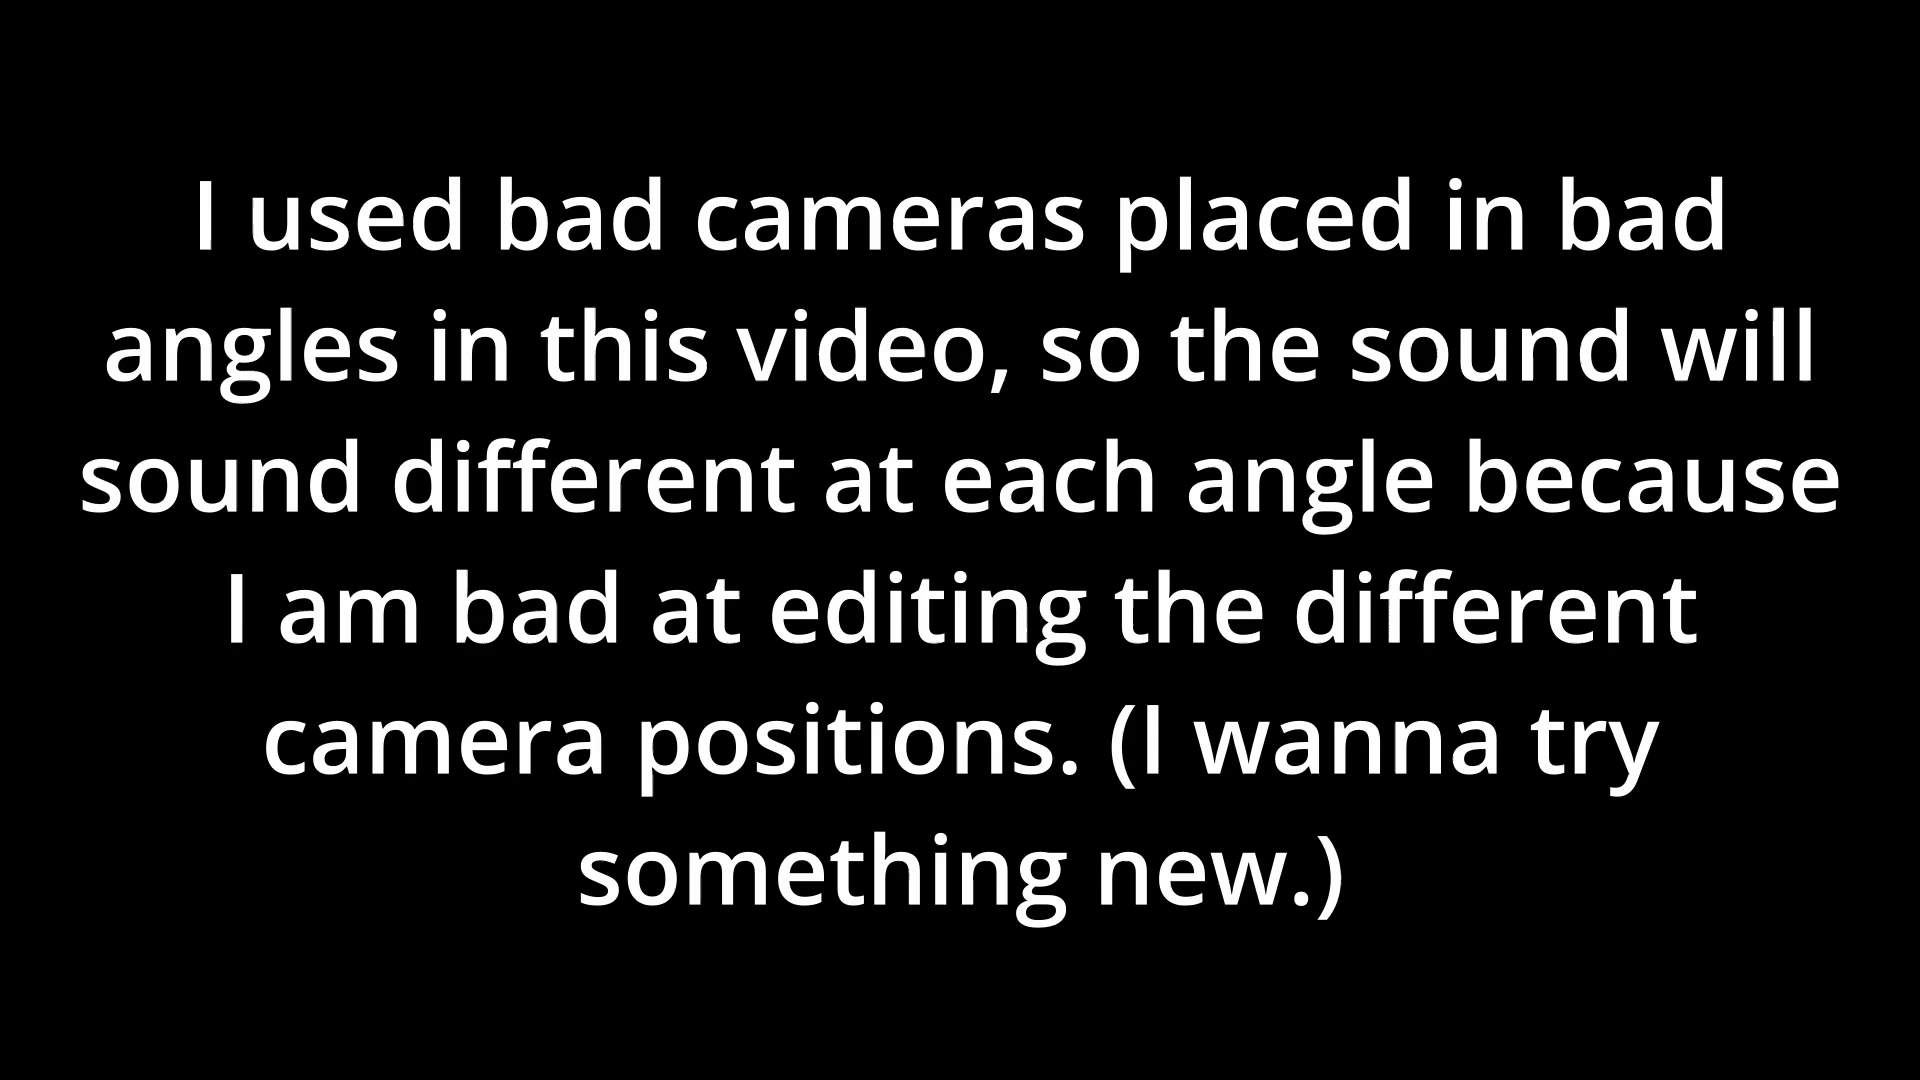 I used bad cameras placed in bad
angles in this video, so the sound will
sound different at each angle because
I am bad at editing the different
camera positions. (I wanna try
something new.)